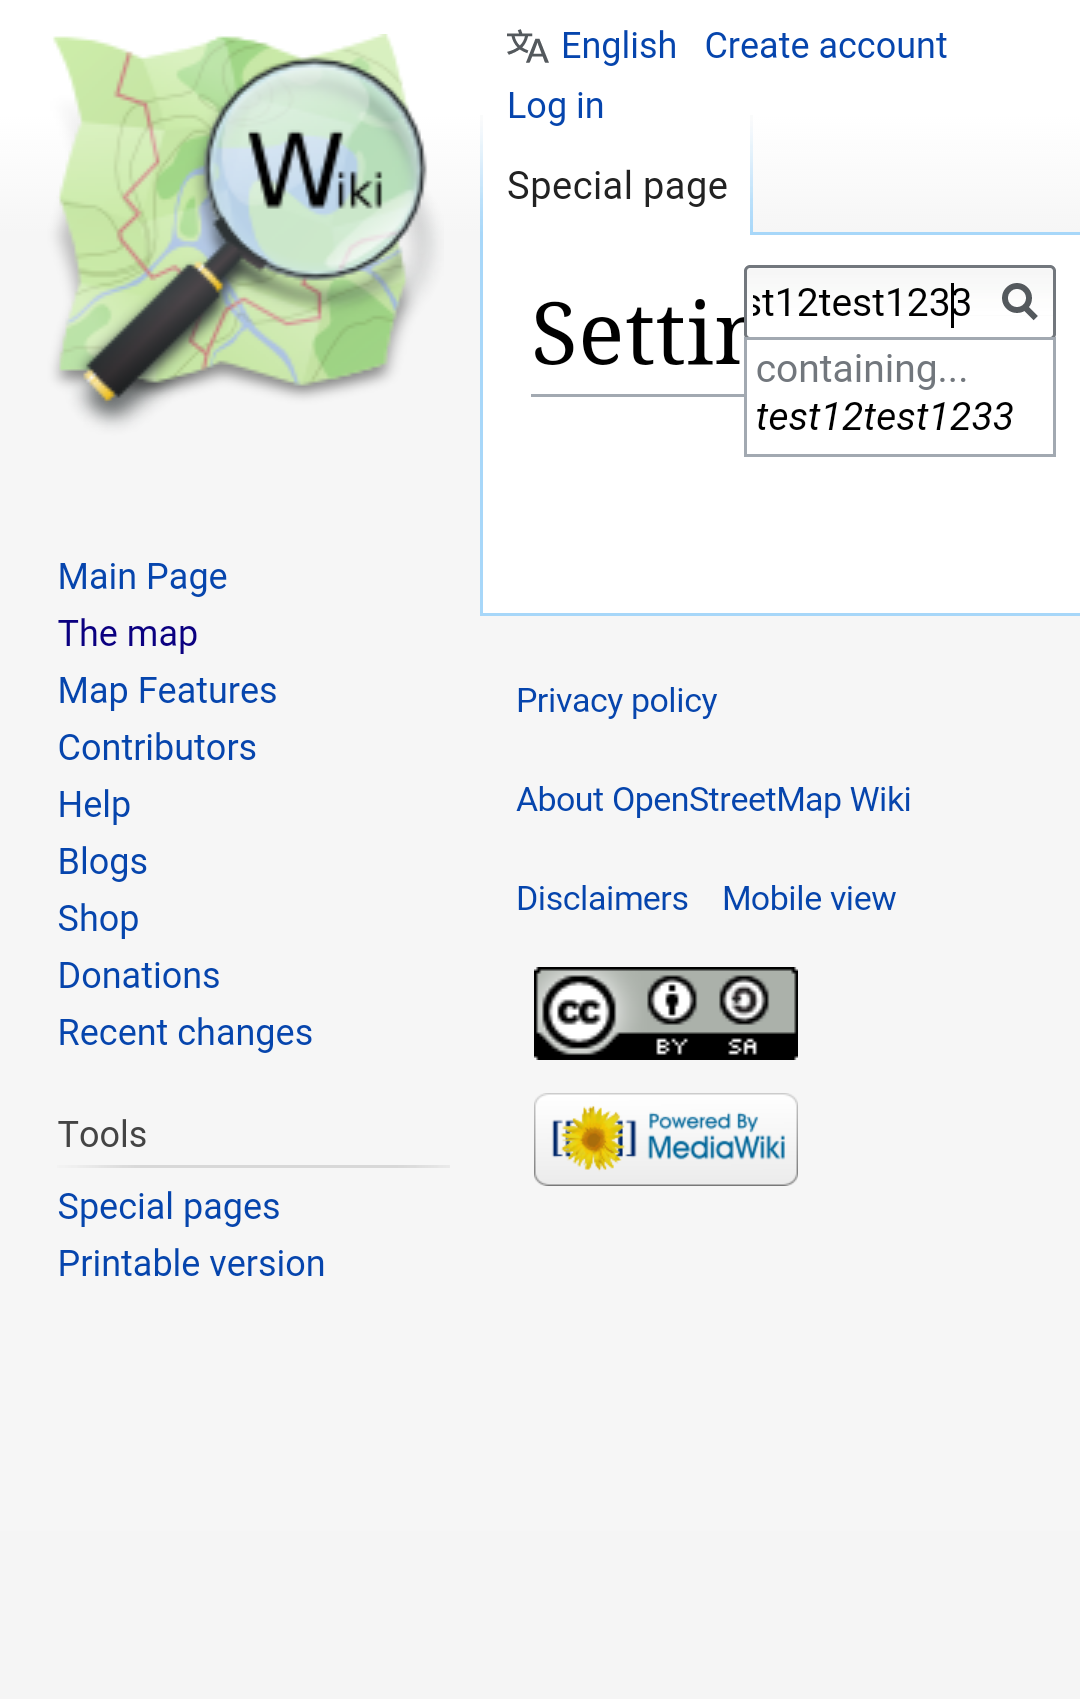 Wiki
English Create account
Log in
Special page
st12test1233
containing...
test12test1233
Main Page
The map
Map Features
Contributors
Help
Blogs
Shop
Donations
Recent changes
Tools
Special pages
Printable version
Privacy policy
About OpenStreetMap Wiki
Disclaimers Mobile view
CC BY SA
Powered By
MediaWiki